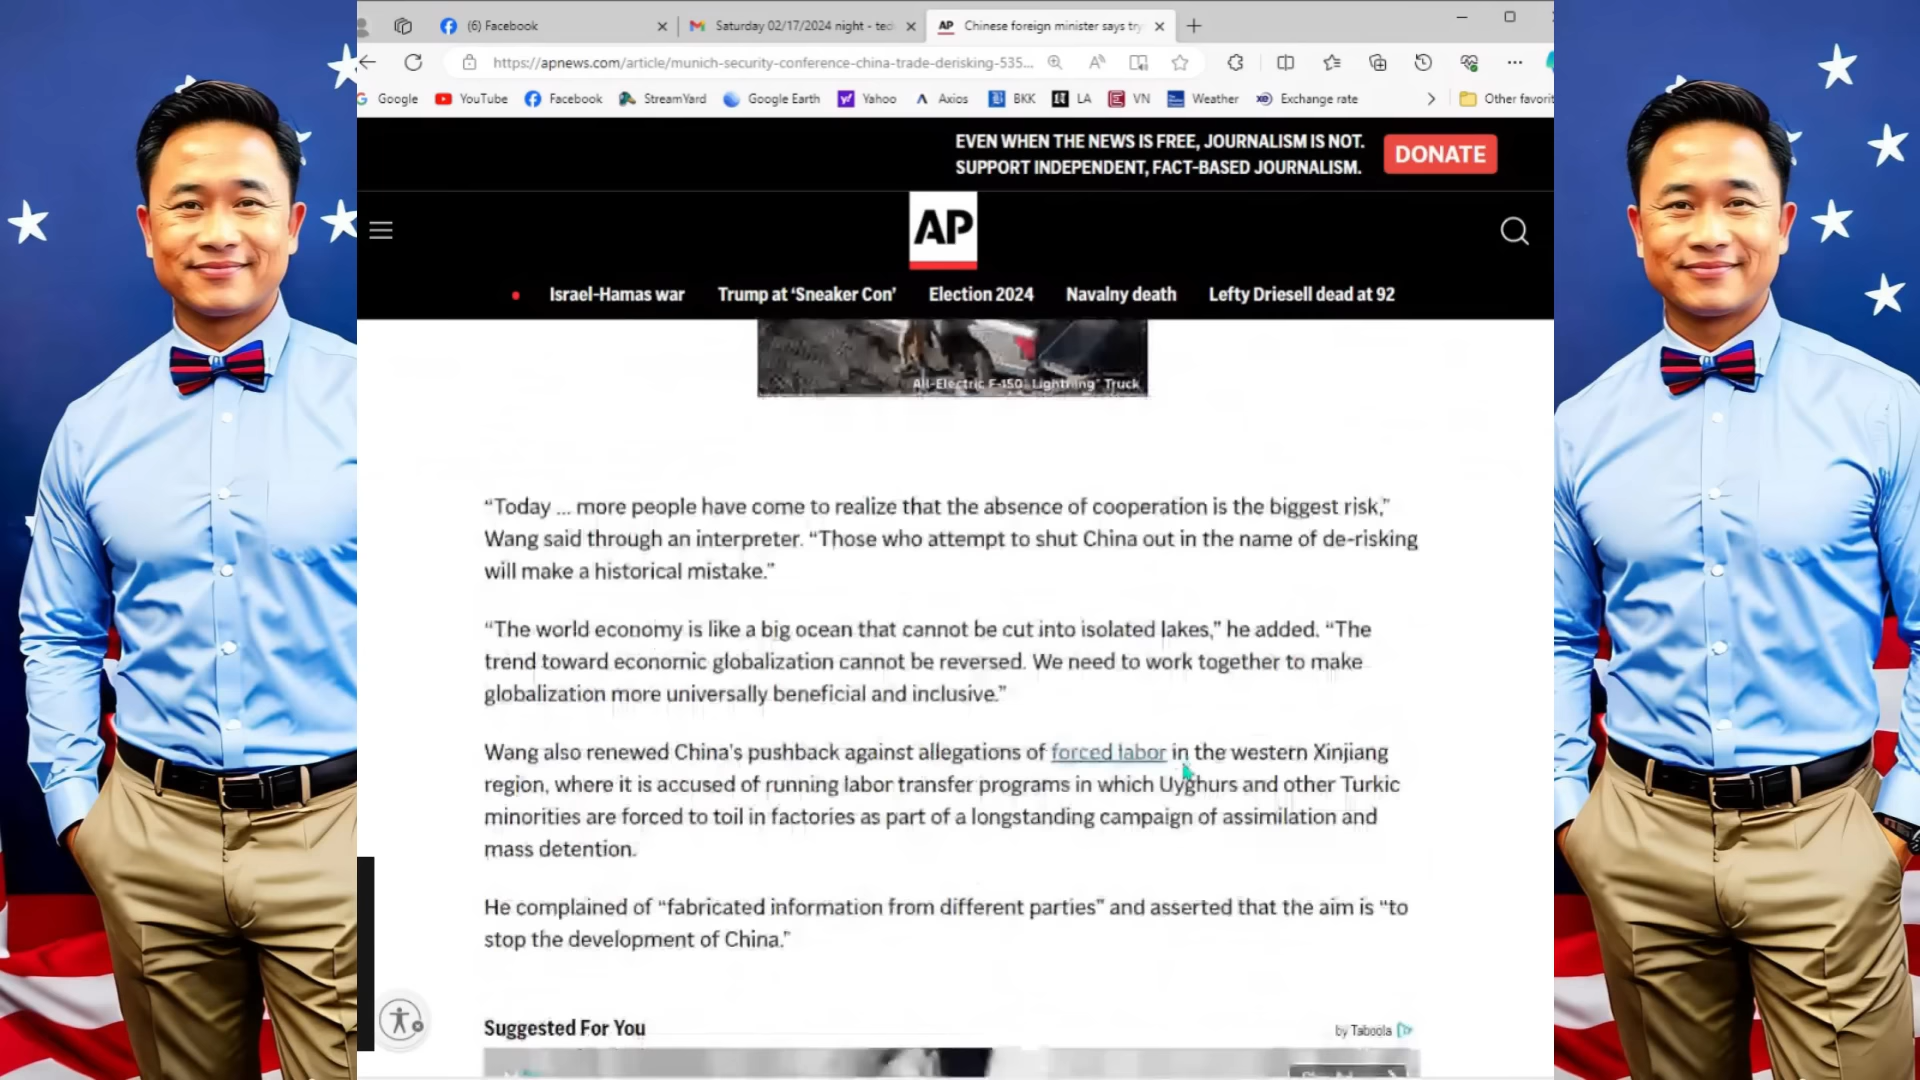 (6) Facebook
Saturday 02/17/2024 night - ted
AP Chinese foreign minister says try
https://apnews.com/article/munich-security-conference-china-trade-derisking-535...
Google YouTube Facebook StreamYard Google Earth Yahoo Axios BKK LA VN Weather Exchange rate Other favorit
EVEN WHEN THE NEWS IS FREE, JOURNALISM IS NOT.
SUPPORT INDEPENDENT, FACT-BASED JOURNALISM.
DONATE
AP
Israel-Hamas war Trump at ‘Sneaker Con’ Election 2024 Navalny death Lefty Driesell dead at 92
All-Electric F-150 Lightning Truck
“Today ... more people have come to realize that the absence of cooperation is the biggest risk,”
Wang said through an interpreter. “Those who attempt to shut China out in the name of de-risking
will make a historical mistake.”
“The world economy is like a big ocean that cannot be cut into isolated lakes,” he added. “The
trend toward economic globalization cannot be reversed. We need to work together to make
globalization more universally beneficial and inclusive.”
Wang also renewed China’s pushback against allegations of forced labor in the western Xinjiang
region, where it is accused of running labor transfer programs in which Uyghurs and other Turkic
minorities are forced to toil in factories as part of a longstanding campaign of assimilation and
mass detention.
He complained of “fabricated information from different parties” and asserted that the aim is “to
stop the development of China.”
Suggested For You
by Taboola